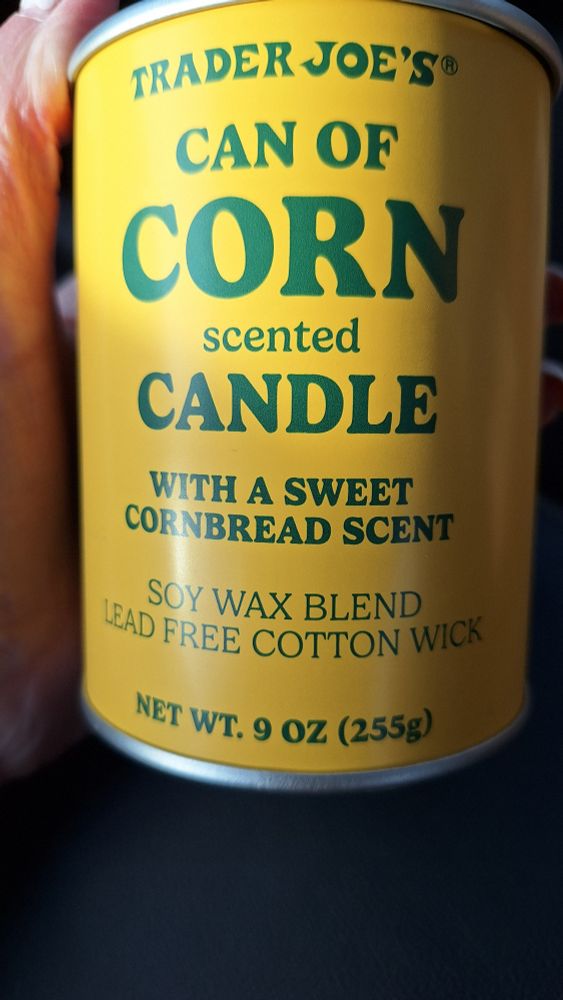 TRADER JOE'S®
CAN OF
CORN
scented
CANDLE
WITH A SWEET
CORNBREAD SCENT
SOY WAX BLEND
LEAD FREE COTTON WICK
NET WT. 9 OZ (255g)